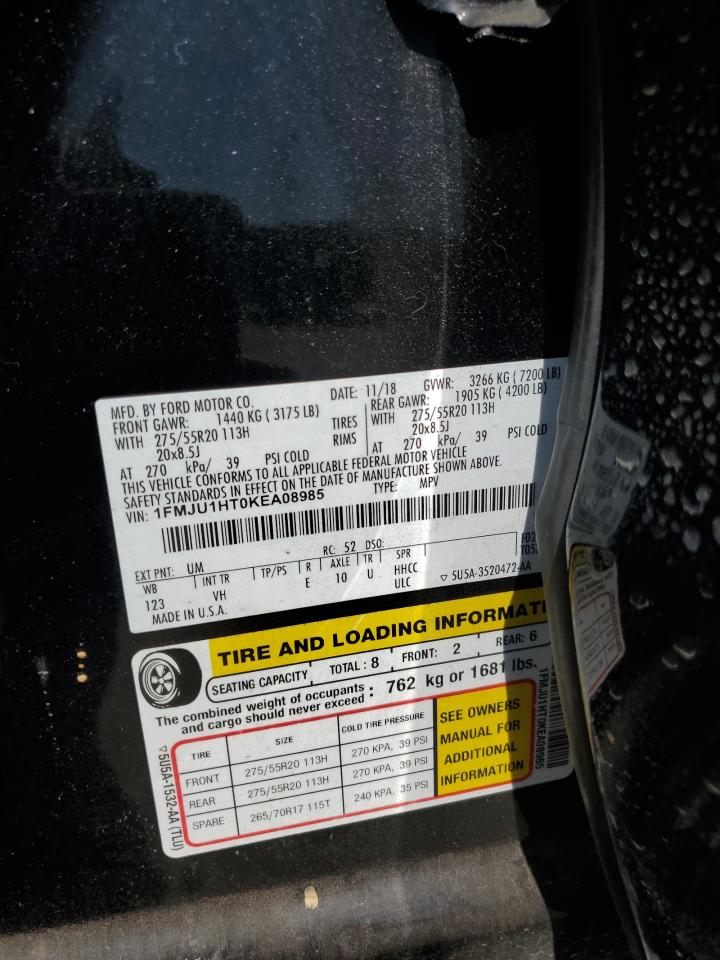 MFD. BY FORD MOTOR CO.
DATE: 11/18 GVWR: 3266 KG ( 7200 LB)
FRONT GAWR: 1440 KG ( 3175 LB)
REAR GAWR: 1905 KG ( 4200 LB)
WITH 275/55R20 113H TIRES WITH 275/55R20 113H
20x8.5J RIMS 20x8.5J
AT 270 kPa/ 39 PSI COLD AT 270 kPa/ 39 PSI COLD
THIS VEHICLE CONFORMS TO ALL APPLICABLE FEDERAL MOTOR VEHICLE
SAFETY STANDARDS IN EFFECT ON THE DATE OF MANUFACTURE SHOWN ABOVE.
VIN: 1FMJU1HT0KEA08985 TYPE: MPV
EXT PNT: UM RC: 52 DSO:
WB INT TR TP/PS R AXLE TR SPR
123 VH E 10 U HHCC
ULC
MADE IN U.S.A.
5U5A-3520472-AA
TIRE AND LOADING INFORMATI
SEATING CAPACITY TOTAL : 8 FRONT: 2 REAR: 6
The combined weight of occupants
and cargo should never exceed : 762 kg or 1681 lbs.
TIRE SIZE COLD TIRE PRESSURE
FRONT 275/55R20 113H 270 KPA, 39 PSI
REAR 275/55R20 113H 270 KPA, 39 PSI
SPARE 265/70R17 115T 240 KPA, 35 PSI
SEE OWNERS
MANUAL FOR
ADDITIONAL
INFORMATION
5U5A-1532-AA (TLU)
1FMJU1HT0KEA08985